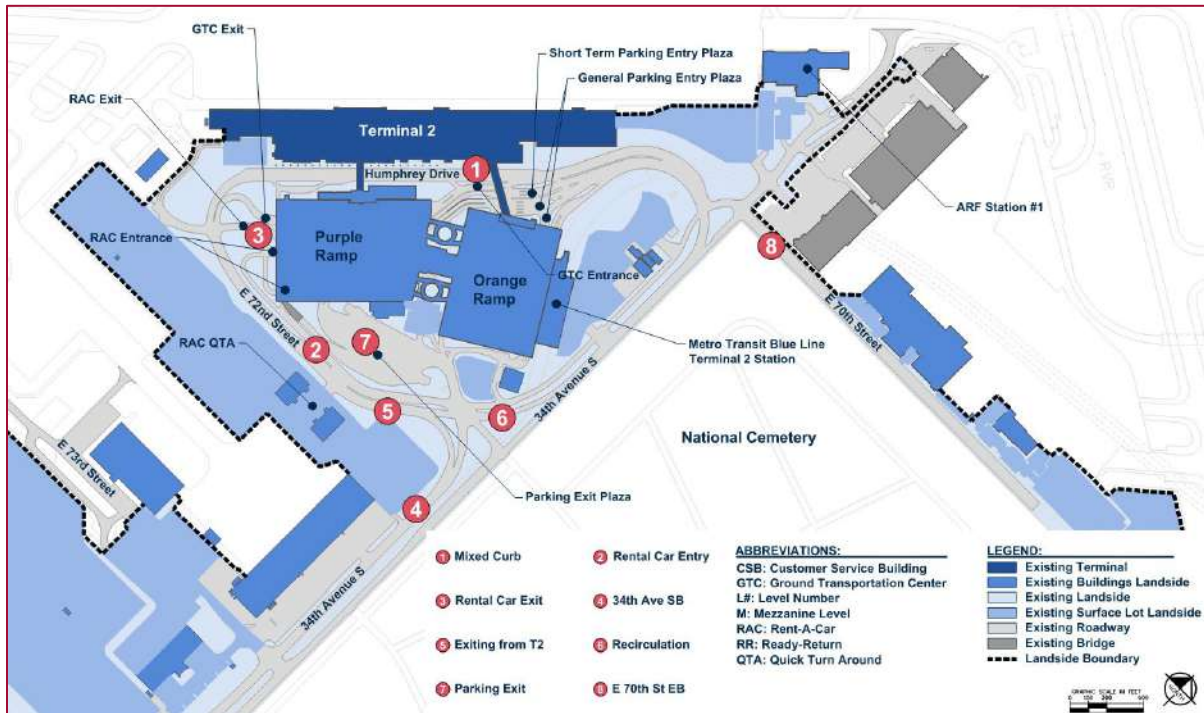 GTC Exit
Short Term Parking Entry Plaza
General Parking Entry Plaza
RAC Exit
Terminal 2
1
Humphrey Drive
ARF Station #1
3
RAC Entrance
Purple
Ramp
8
Orange
Ramp
GTC Entrance
E 70th Street
E 72nd Street
RAC QTA
2
7
Metro Transit Blue Line
Terminal 2 Station
34th Avenue S
5
6
National Cemetery
E 73rd Street
Parking Exit Plaza
4
34th Avenue S
1 Mixed Curb
2 Rental Car Entry
3 Rental Car Exit
4 34th Ave SB
5 Exiting from T2
6 Recirculation
7 Parking Exit
8 E 70th St EB
ABBREVIATIONS:
CSB: Customer Service Building
GTC: Ground Transportation Center
L#: Level Number
M: Mezzanine Level
RAC: Rent-A-Car
RR: Ready-Return
QTA: Quick Turn Around
LEGEND:
Existing Terminal
Existing Buildings Landside
Existing Landside
Existing Surface Lot Landside
Existing Roadway
Existing Bridge
Landside Boundary
GRAPHIC SCALE IN FEET
0
600